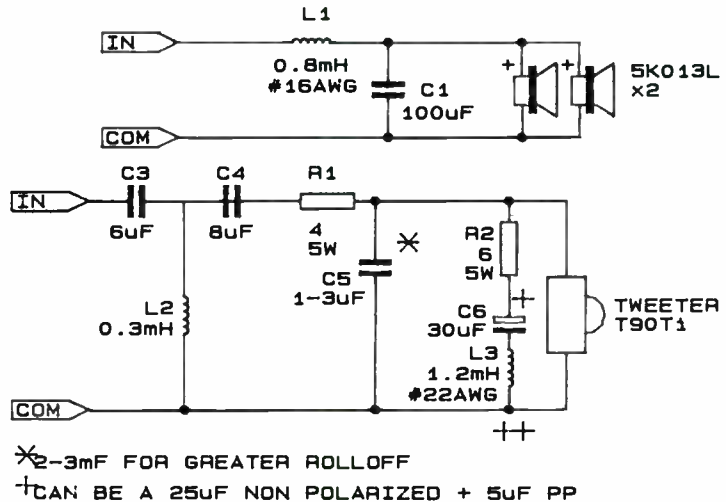 L1
IN
0.8mH
#16AWG
C1
100uF
+
+
5K013L
x2
COM
IN
C3
6uF
C4
8uF
R1
4
5W
*
C5
1-3uF
R2
6
5W
+
C6
30uF
L3
1.2mH
#22AWG
++
L2
0.3mH
TWEETER
T90T1
COM
*2-3mF FOR GREATER ROLLOFF
+CAN BE A 25uF NON POLARIZED + 5uF PP